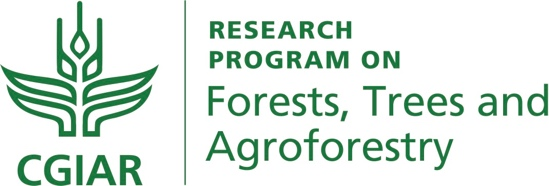 CGIAR
RESEARCH
PROGRAM ON
Forests, Trees and
Agroforestry